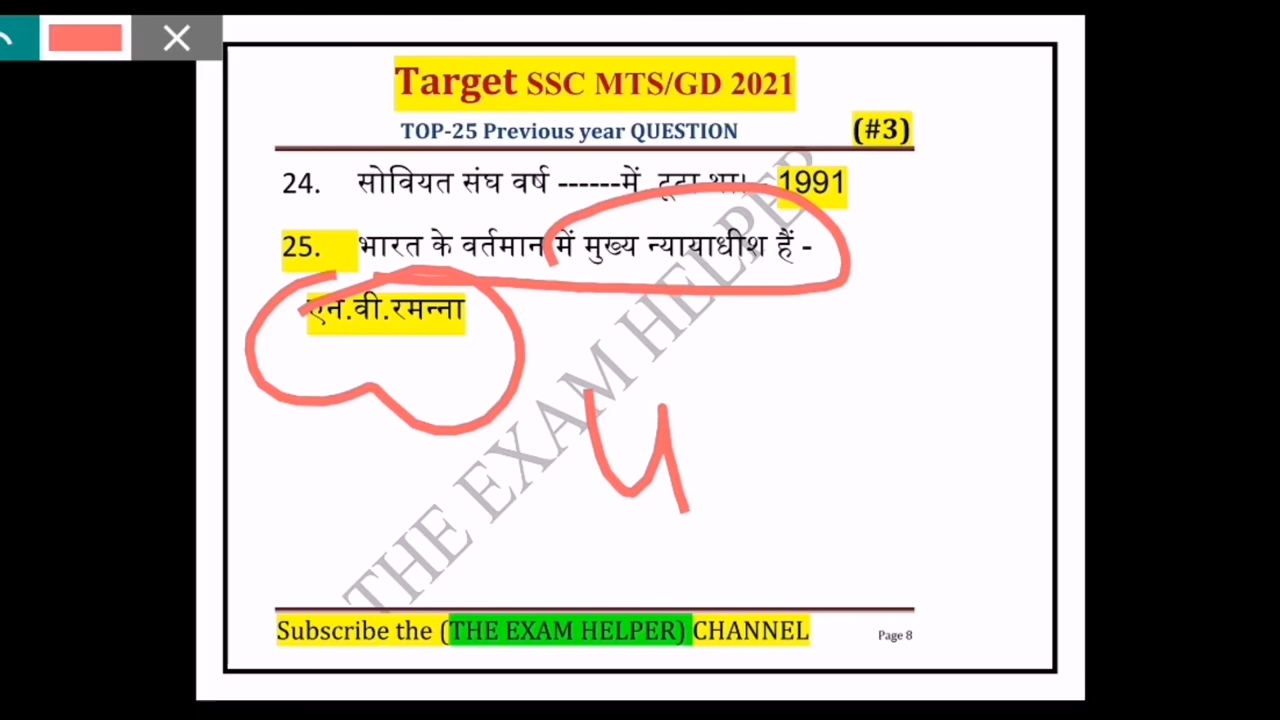 Target SSC MTS/GD 2021
TOP-25 Previous year QUESTION (#3)
24. सोवियत संघ वर्ष ------में टूटा था। - 1991
25. भारत के वर्तमान में मुख्य न्यायाधीश हैं -
एन.वी.रमन्ना
THE EXAM HELPER
4
Subscribe the (THE EXAM HELPER) CHANNEL
Page 8